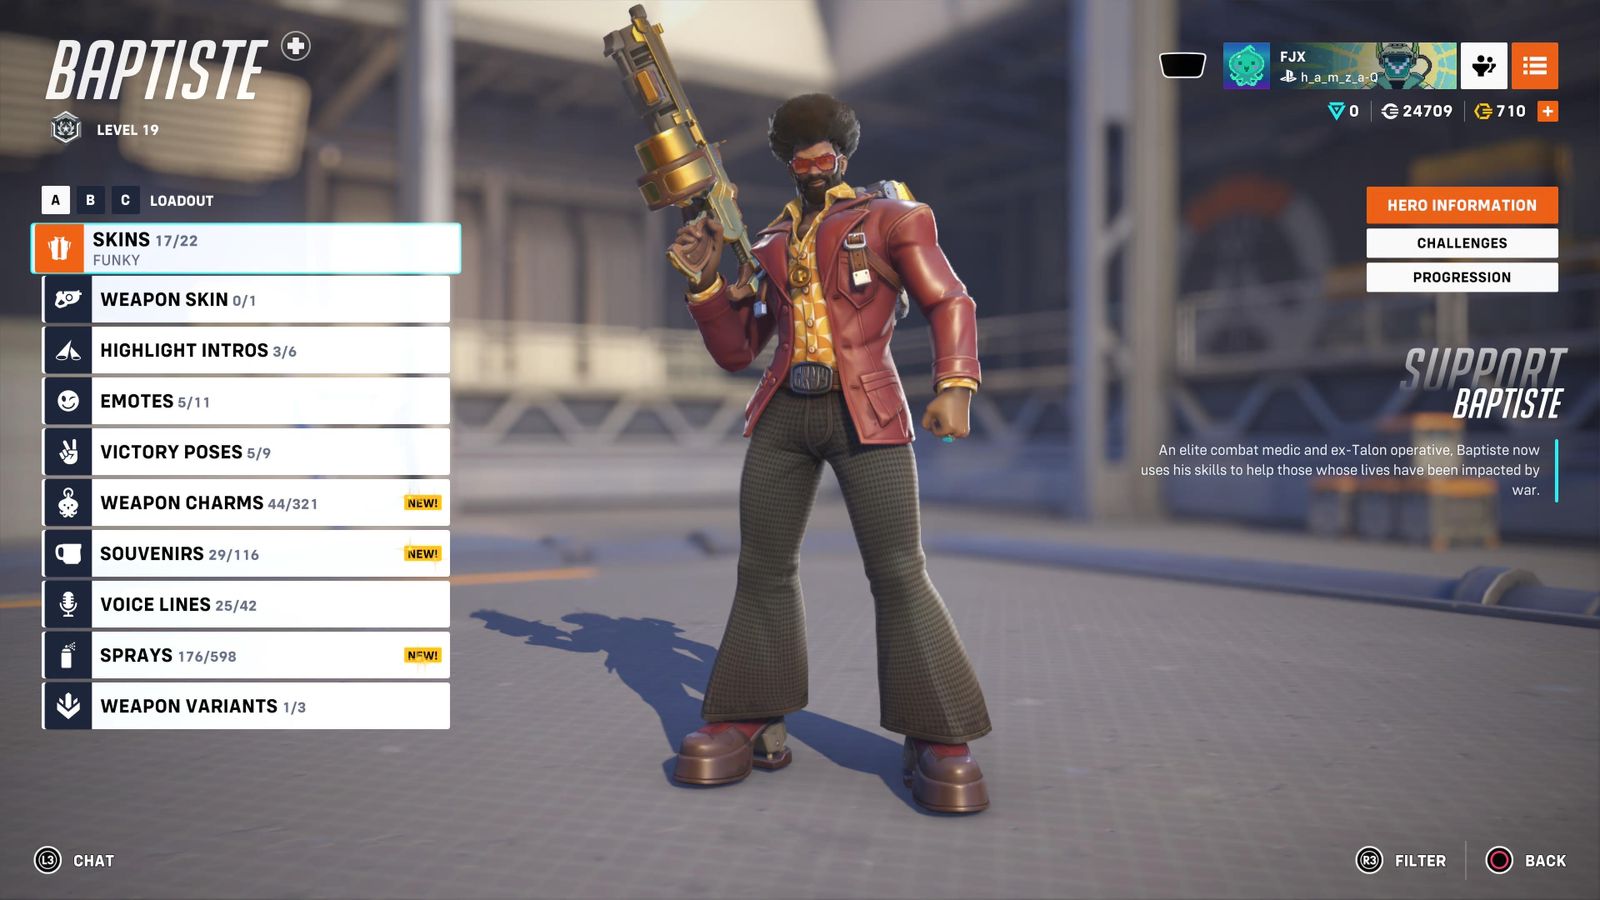 BAPTISTE
LEVEL 19
A B C LOADOUT
SKINS 17/22
FUNKY
WEAPON SKIN 0/1
HIGHLIGHT INTROS 3/6
EMOTES 5/11
VICTORY POSES 5/9
WEAPON CHARMS 44/321 NEW!
SOUVENIRS 29/116 NEW!
VOICE LINES 25/42
SPRAYS 176/598 NEW!
WEAPON VARIANTS 1/3
FJX
h_a_m_z_a-Q
0 24709 710 +
HERO INFORMATION
CHALLENGES
PROGRESSION
SUPPORT
BAPTISTE
An elite combat medic and ex-Talon operative, Baptiste now
uses his skills to help those whose lives have been impacted by
war.
L3 CHAT
R3 FILTER
BACK